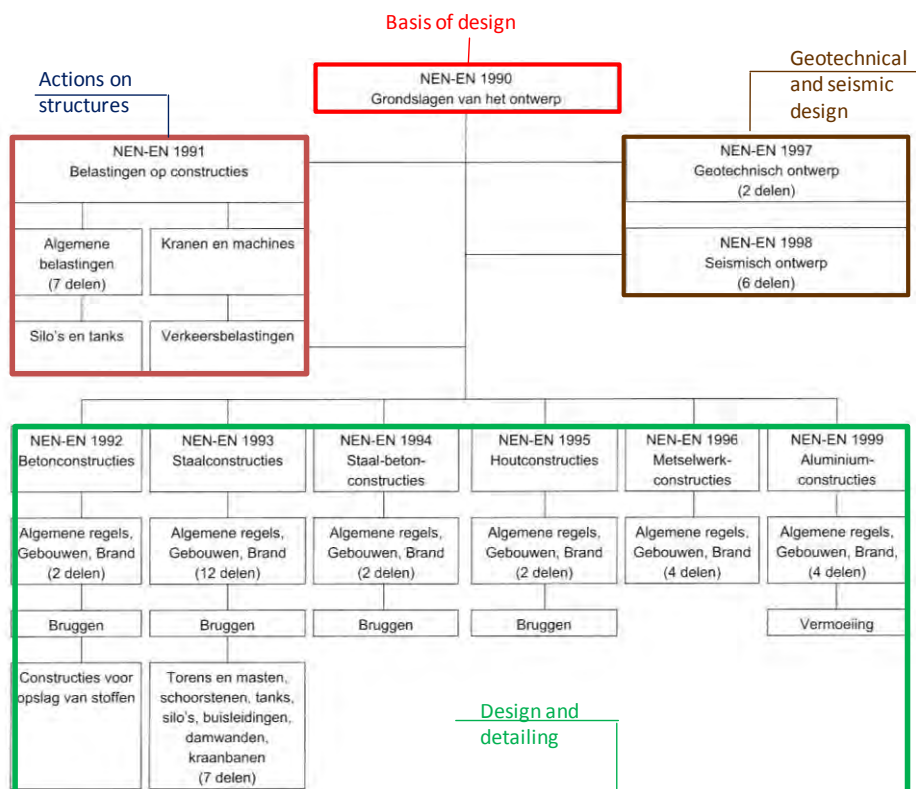 Basis of design
Actions on
structures
NEN-EN 1990
Grondslagen van het ontwerp
Geotechnical
and seismic
design
NEN-EN 1991
Belastingen op constructies
Algemene
belastingen
(7 delen)
Kranen en machines
Silo's en tanks
Verkeersbelastingen
NEN-EN 1997
Geotechnisch ontwerp
(2 delen)
NEN-EN 1998
Seismisch ontwerp
(6 delen)
NEN-EN 1992
Betonconstructies
NEN-EN 1993
Staalconstructies
NEN-EN 1994
Staal-beton-
constructies
NEN-EN 1995
Houtconstructies
NEN-EN 1996
Metselwerk-
constructies
NEN-EN 1999
Aluminium-
constructies
Algemene regels,
Gebouwen, Brand
(2 delen)
Algemene regels,
Gebouwen, Brand
(12 delen)
Algemene regels,
Gebouwen, Brand
(2 delen)
Algemene regels,
Gebouwen, Brand
(2 delen)
Algemene regels,
Gebouwen, Brand
(4 delen)
Algemene regels,
Gebouwen, Brand,
(4 delen)
Bruggen
Bruggen
Bruggen
Bruggen
Vermoeiing
Constructies voor
opslag van stoffen
Torens en masten,
schoorstenen, tanks,
silo's, buisleidingen,
damwanden,
kraanbanen
(7 delen)
Design and
detailing